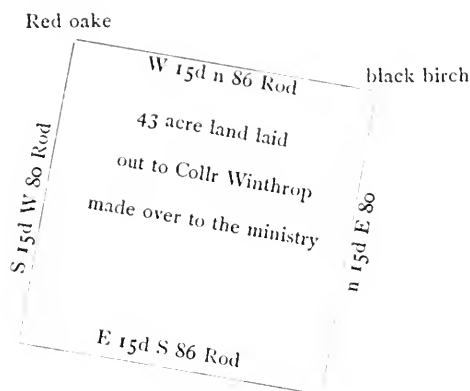 Red oake
W 15d n 86 Rod
black birch
43 acre land laid
out to Collr Winthrop
made over to the ministry
S 15d W 80 Rod
n 15d E 80
E 15d S 86 Rod